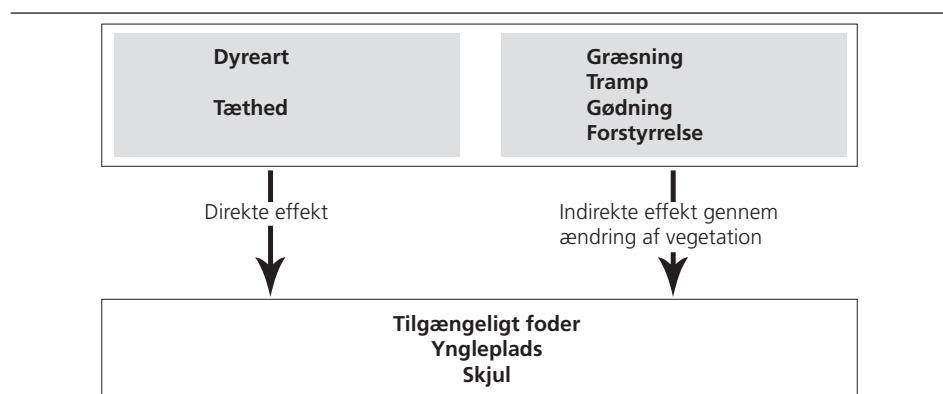 Dyreart
Tæthed
Græsning
Tramp
Gødning
Forstyrrelse
Direkte effekt
Indirekte effekt gennem
ændring af vegetation
Tilgængeligt foder
Yngleplads
Skjul